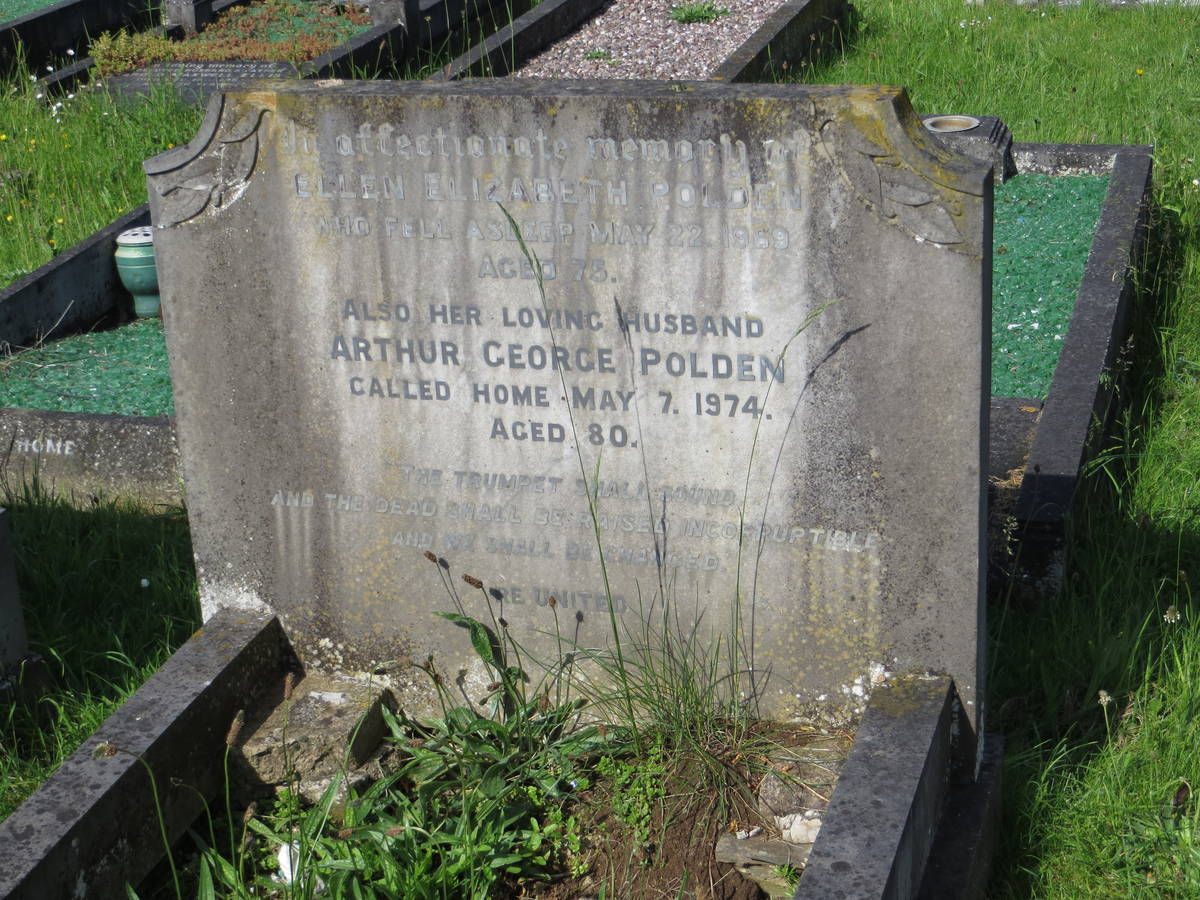 In affectionate memory of
ELLEN ELIZABETH POLDEN
WHO FELL ASLEEP MAY 22. 1969
AGED 75.
ALSO HER LOVING HUSBAND
ARTHUR GEORGE POLDEN
CALLED HOME MAY 7. 1974.
AGED 80.
THE TRUMPET SHALL SOUND
AND THE DEAD SHALL BE RAISED INCORRUPTIBLE
AND WE SHALL BE CHANGED.
RE UNITED
HOME